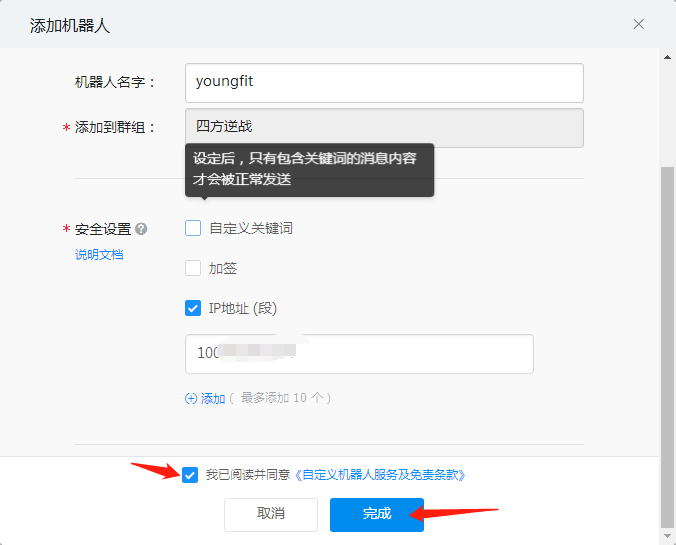 添加机器人
机器人名字：
youngfit
* 添加到群组：
四方逆战
设定后，只有包含关键词的消息内容
才会被正常发送
* 安全设置
说明文档
自定义关键词
加签
IP地址 (段)
100
添加 ( 最多添加 10 个 )
我已阅读并同意《自定义机器人服务及免责条款》
取消
完成